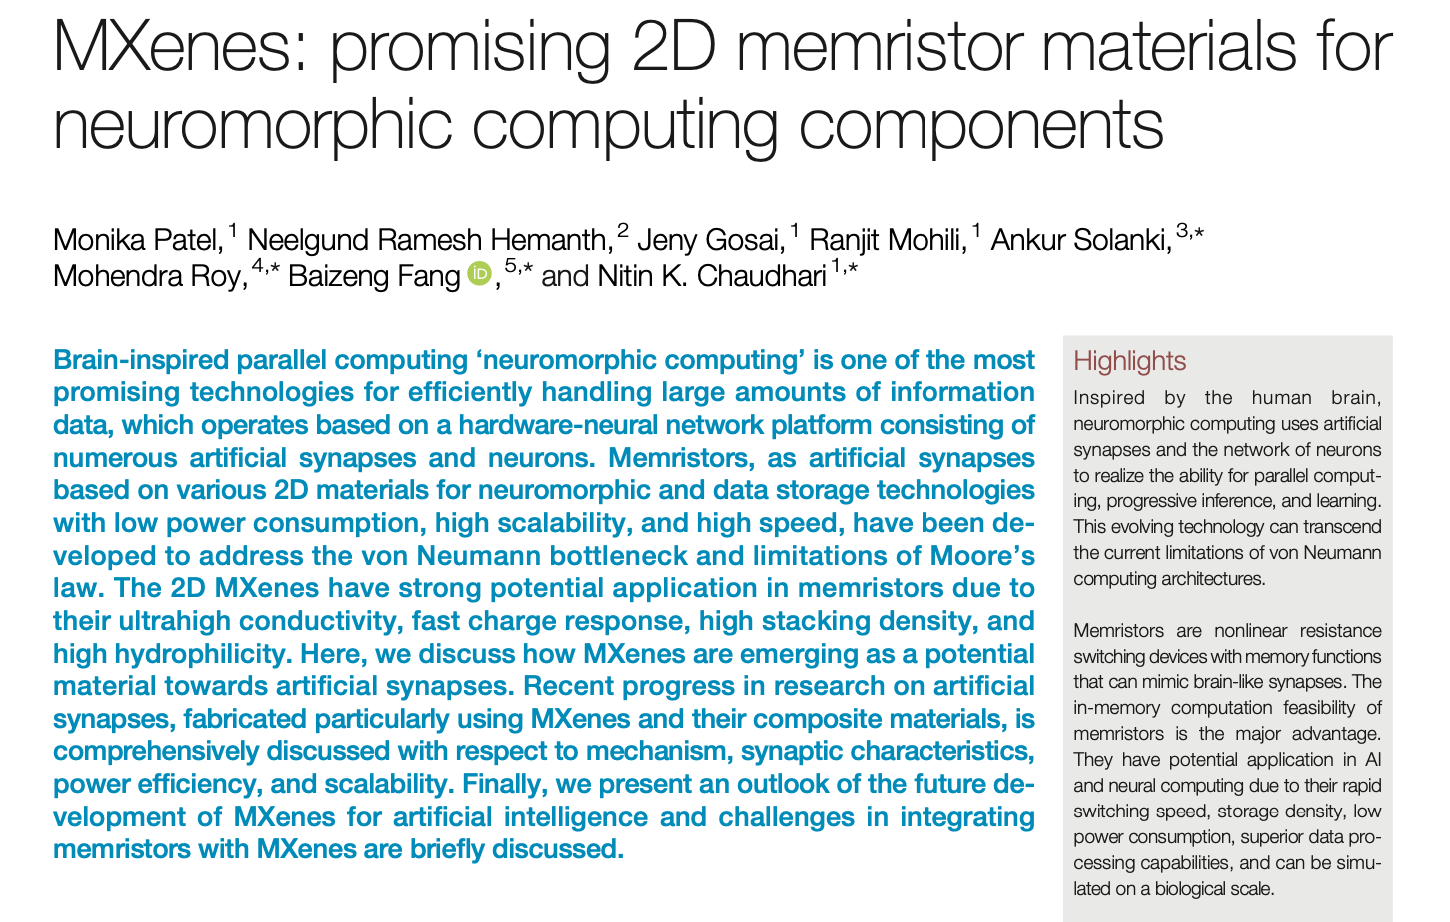 MXenes: promising 2D memristor materials for
neuromorphic computing components
Monika Patel,1 Neelgund Ramesh Hemanth,2 Jeny Gosai,1 Ranjit Mohili,1 Ankur Solanki,3,*
Mohendra Roy,4,* Baizeng Fang iD,5,* and Nitin K. Chaudhari1,*
Brain-inspired parallel computing ‘neuromorphic computing’ is one of the most
promising technologies for efficiently handling large amounts of information
data, which operates based on a hardware-neural network platform consisting of
numerous artificial synapses and neurons. Memristors, as artificial synapses
based on various 2D materials for neuromorphic and data storage technologies
with low power consumption, high scalability, and high speed, have been de-
veloped to address the von Neumann bottleneck and limitations of Moore’s
law. The 2D MXenes have strong potential application in memristors due to
their ultrahigh conductivity, fast charge response, high stacking density, and
high hydrophilicity. Here, we discuss how MXenes are emerging as a potential
material towards artificial synapses. Recent progress in research on artificial
synapses, fabricated particularly using MXenes and their composite materials, is
comprehensively discussed with respect to mechanism, synaptic characteristics,
power efficiency, and scalability. Finally, we present an outlook of the future de-
velopment of MXenes for artificial intelligence and challenges in integrating
memristors with MXenes are briefly discussed.
Highlights
Inspired by the human brain,
neuromorphic computing uses artificial
synapses and the network of neurons
to realize the ability for parallel comput-
ing, progressive inference, and learning.
This evolving technology can transcend
the current limitations of von Neumann
computing architectures.
Memristors are nonlinear resistance
switching devices with memory functions
that can mimic brain-like synapses. The
in-memory computation feasibility of
memristors is the major advantage.
They have potential application in AI
and neural computing due to their rapid
switching speed, storage density, low
power consumption, superior data pro-
cessing capabilities, and can be simu-
lated on a biological scale.